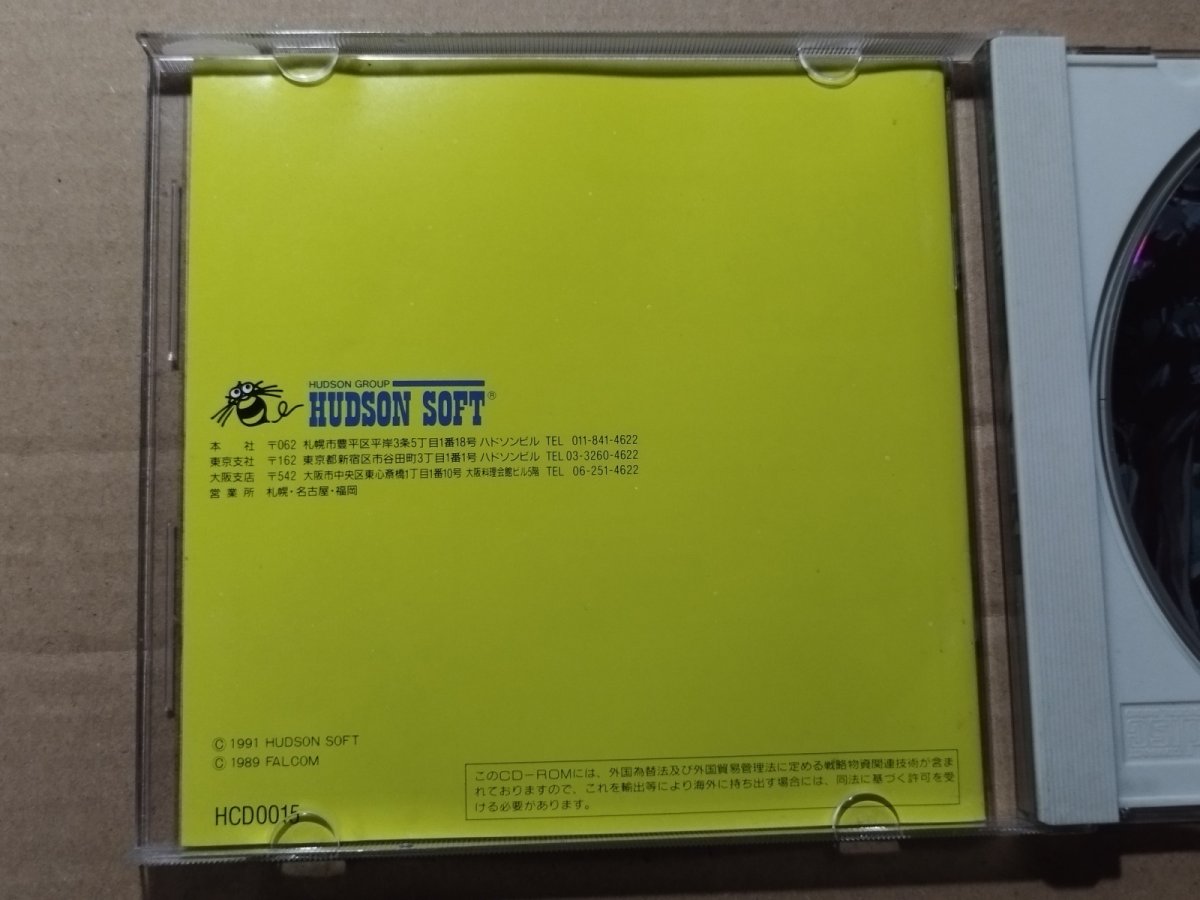 HUDSON GROUP
HUDSON SOFT®
本 社 〒062 札幌市豊平区平岸3条5丁目1番18号 ハドソンビル TEL 011-841-4622
東京支社 〒162 東京都新宿区市谷田町3丁目1番1号 ハドソンビル TEL 03-3260-4622
大阪支店 〒542 大阪市中央区東心斎橋1丁目1番10号 大阪料理会館ビル5階 TEL 06-251-4622
営業所 札幌・名古屋・福岡
© 1991 HUDSON SOFT
© 1989 FALCOM
このCD-ROMには、外国為替法及び外国貿易管理法に定める戦略物資関連技術が含ま
れておりますので、これを輸出等により海外に持ち出す場合には、同法に基づく許可を受
ける必要があります。
HCD0015